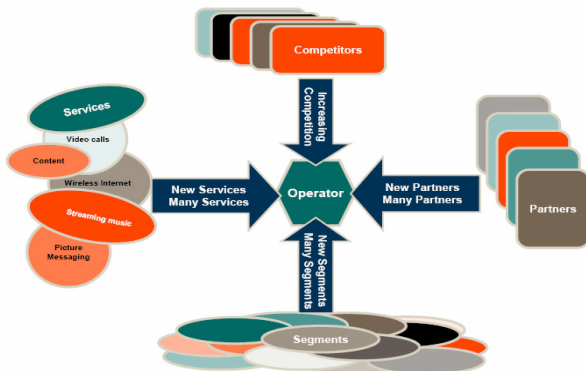 Competitors
Increasing
Competition
Services
Video calls
Content
Wireless Internet
Streaming music
Picture
Messaging
New Services
Many Services
Operator
New Partners
Many Partners
Partners
New Segments
Many Segments
Segments